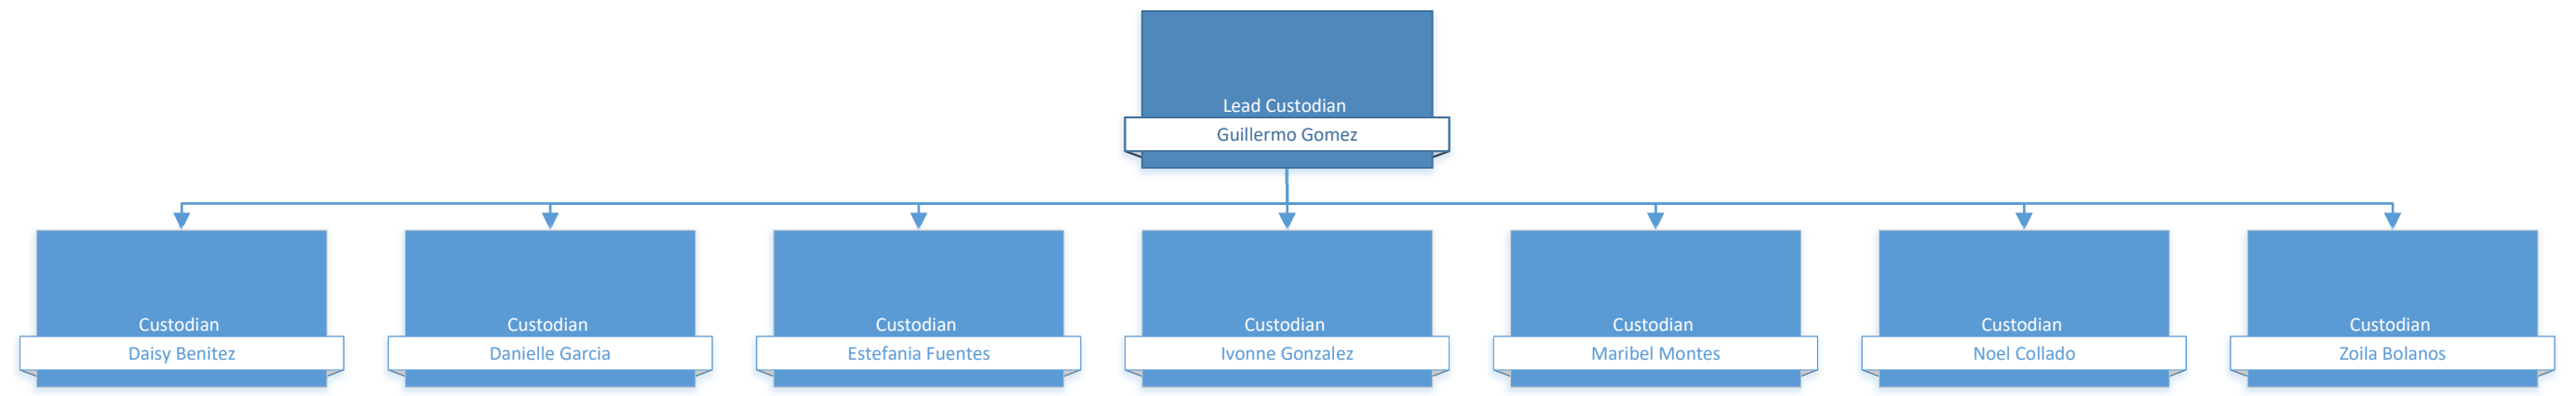 Lead Custodian
Guillermo Gomez
Custodian
Daisy Benitez
Custodian
Danielle Garcia
Custodian
Estefania Fuentes
Custodian
Ivonne Gonzalez
Custodian
Maribel Montes
Custodian
Noel Collado
Custodian
Zoila Bolanos